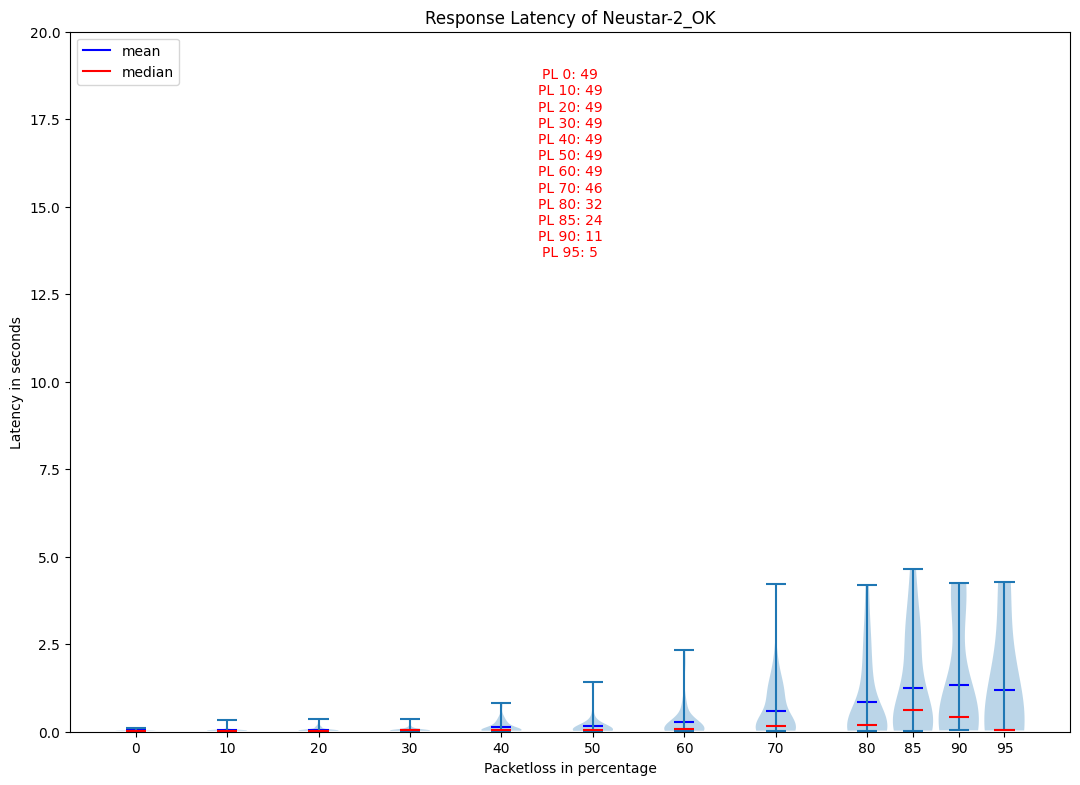 Response Latency of Neustar-2_OK
mean
median
PL 0: 49
PL 10: 49
PL 20: 49
PL 30: 49
PL 40: 49
PL 50: 49
PL 60: 49
PL 70: 46
PL 80: 32
PL 85: 24
PL 90: 11
PL 95: 5
Latency in seconds
20.0
17.5
15.0
12.5
10.0
7.5
5.0
2.5
0.0
0 10 20 30 40 50 60 70 80 85 90 95
Packetloss in percentage